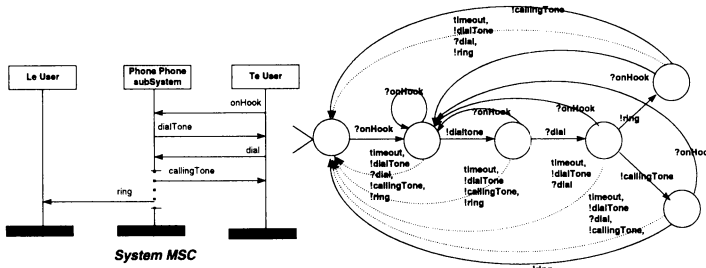 Le User
Phone Phone
subSystem
Te User
onHook
dialTone
dial
callingTone
ring
System MSC
!callingTone
timeout,
!dialTone
?dial,
!ring
?onHook
?onHook
?onHook
?onHook
?onHook
!ring
?onHook
!dialtone
?dial
!callingTone
timeout,
!dialTone
?dial,
!callingTone,
!ring
timeout,
!dialTone
!callingTone,
!ring
timeout,
!dialTone
?dial
timeout,
!dialTone
?dial,
!callingTone,